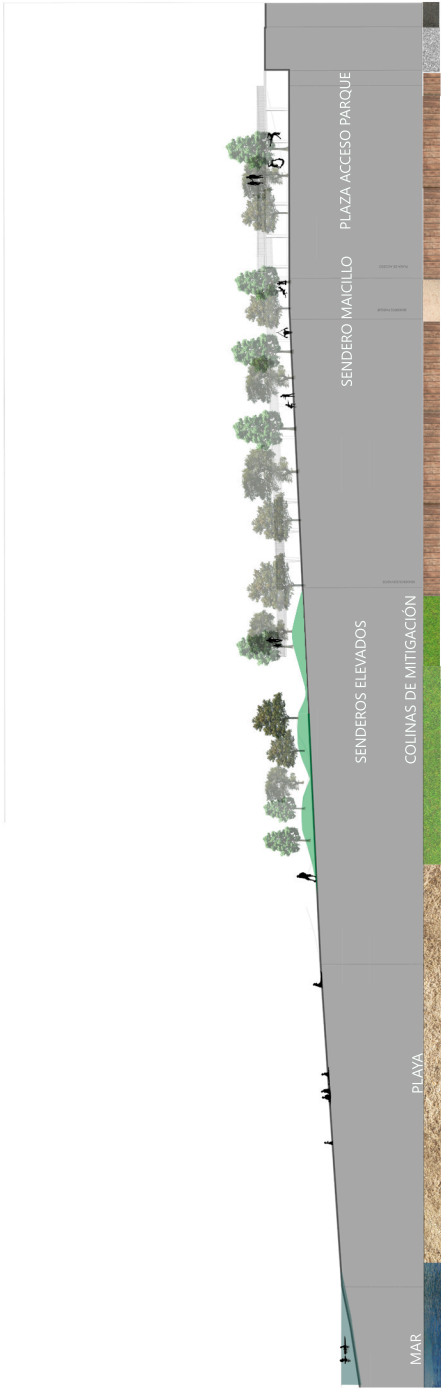 PLAZA ACCESO PARQUE
SENDERO MAICILLO
SENDEROS ELEVADOS
COLINAS DE MITIGACIÓN
PLAYA
MAR